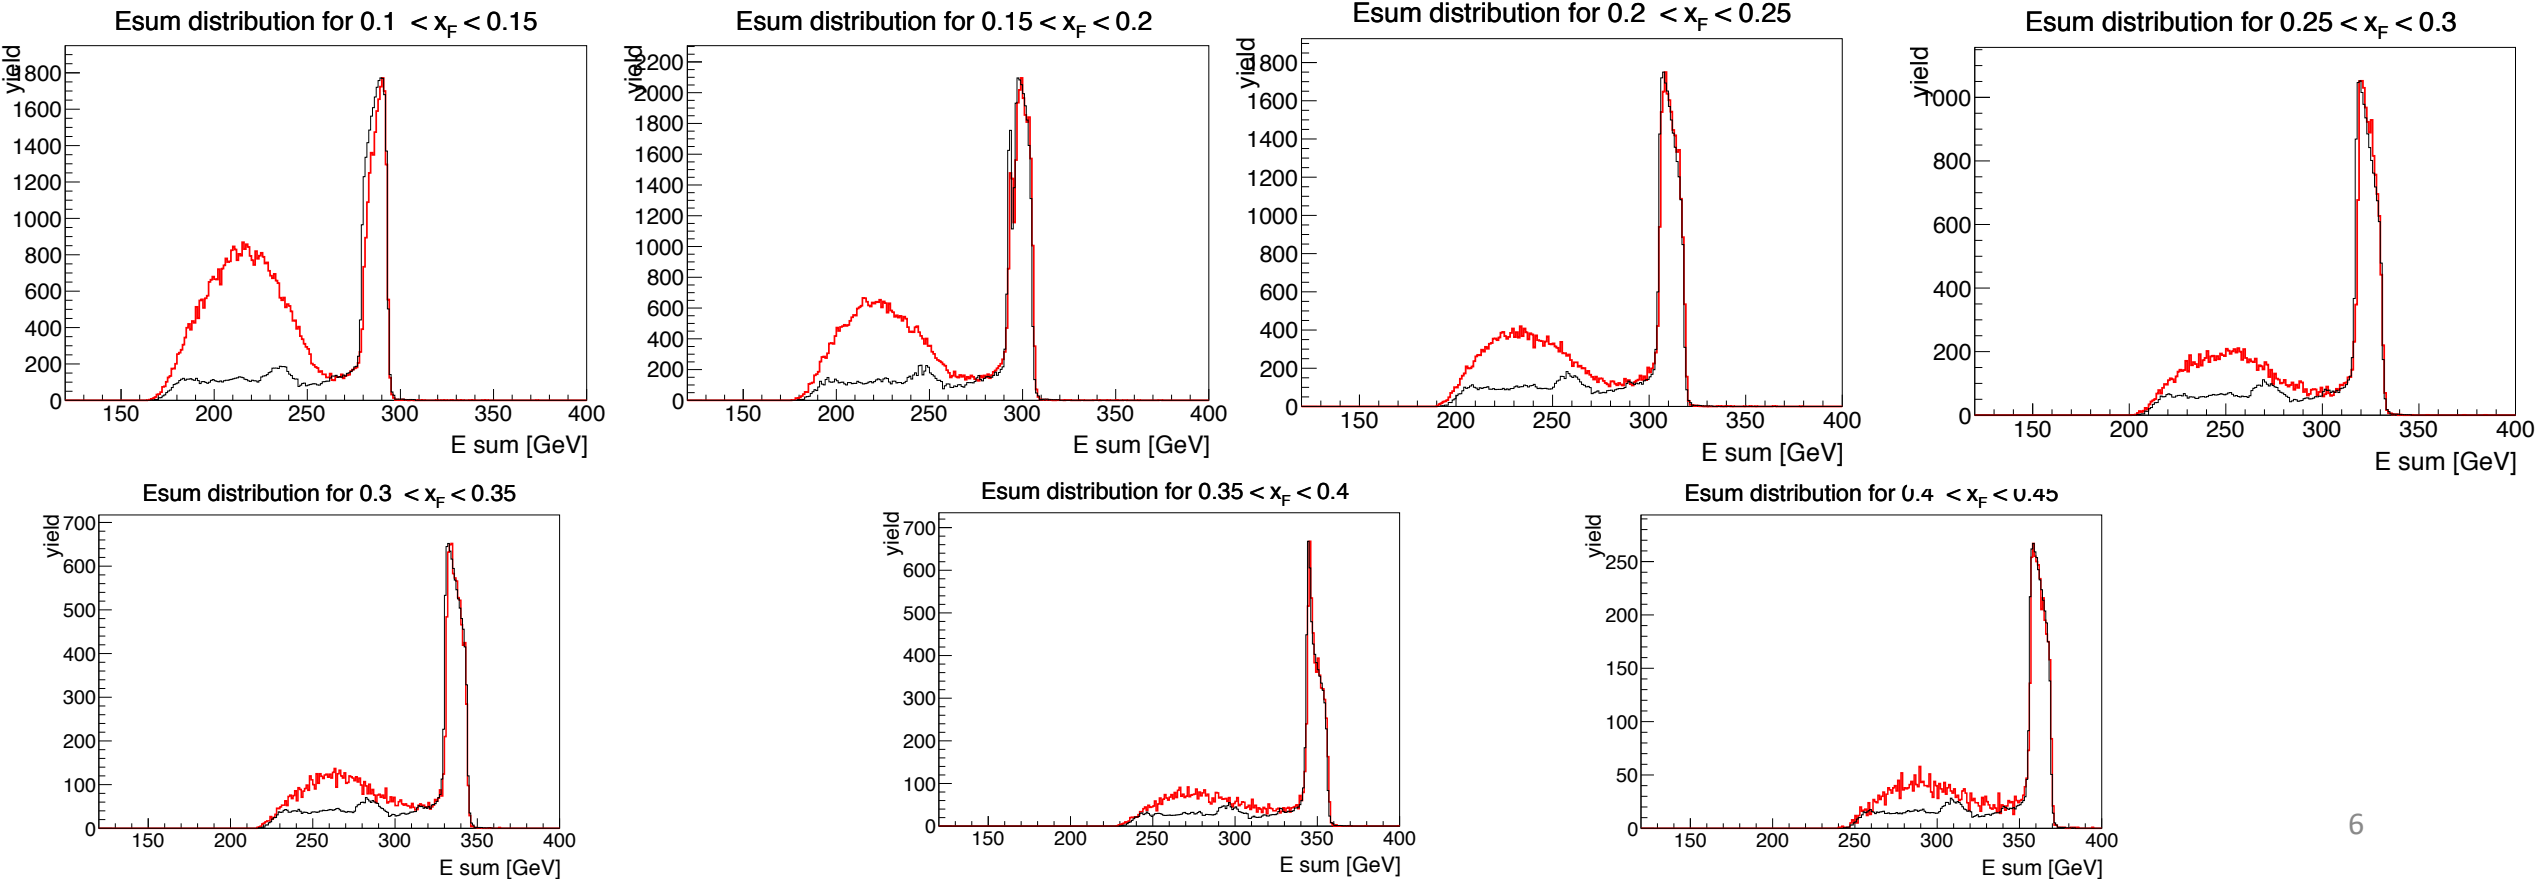 Esum distribution for 0.1 < x_F < 0.15
yield
1800
1600
1400
1200
1000
800
600
400
200
0
150 200 250 300 350 400
E sum [GeV]
Esum distribution for 0.15 < x_F < 0.2
yield
2200
2000
1800
1600
1400
1200
1000
800
600
400
200
0
150 200 250 300 350 400
E sum [GeV]
Esum distribution for 0.2 < x_F < 0.25
yield
1800
1600
1400
1200
1000
800
600
400
200
0
150 200 250 300 350 400
E sum [GeV]
Esum distribution for 0.25 < x_F < 0.3
yield
1000
800
600
400
200
0
150 200 250 300 350 400
E sum [GeV]
Esum distribution for 0.3 < x_F < 0.35
yield
700
600
500
400
300
200
100
0
150 200 250 300 350 400
E sum [GeV]
Esum distribution for 0.35 < x_F < 0.4
yield
700
600
500
400
300
200
100
0
150 200 250 300 350 400
E sum [GeV]
Esum distribution for 0.4 < x_F < 0.45
yield
250
200
150
100
50
0
150 200 250 300 350 400
E sum [GeV]
6